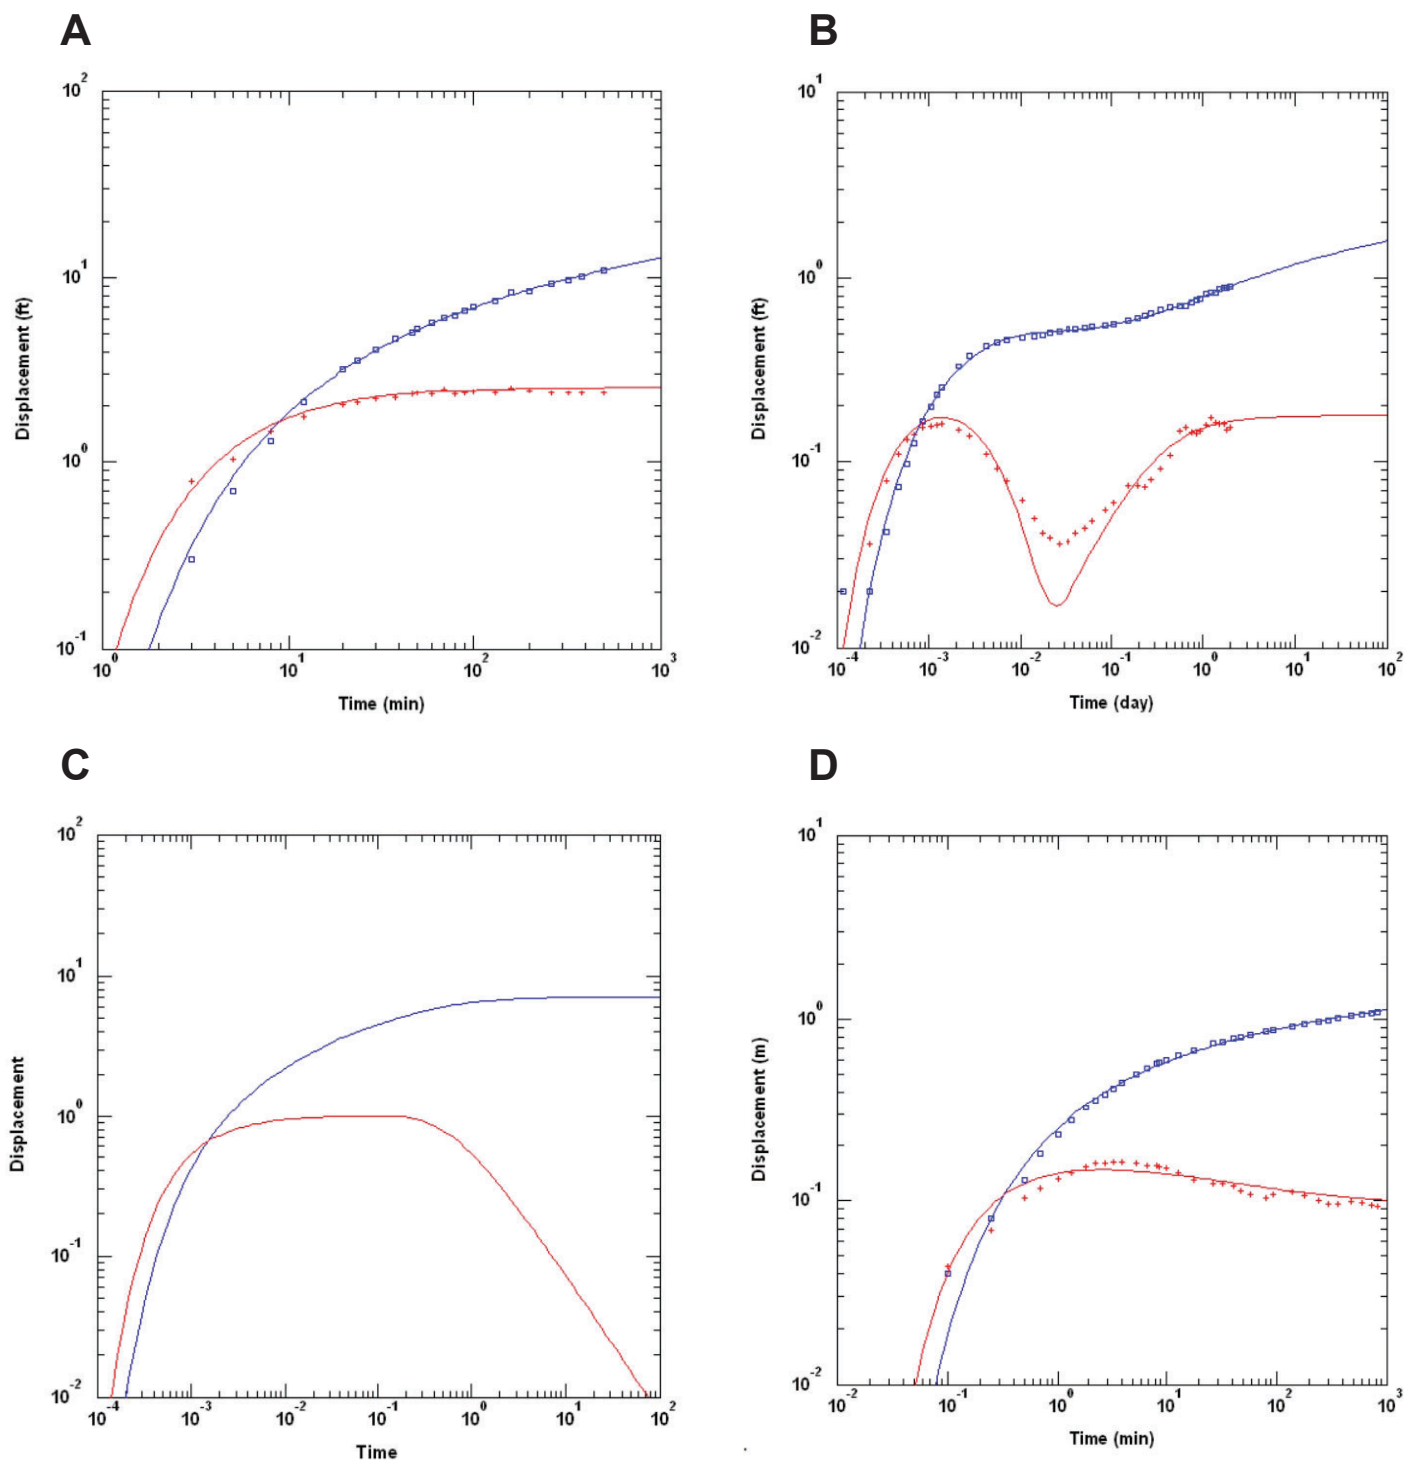 A
B
10² 10¹ 10⁰ 10⁻¹
Displacement (ft)
10⁰ 10¹ 10² 10³
Time (min)
10¹ 10⁰ 10⁻¹ 10⁻²
Displacement (ft)
10⁻⁴ 10⁻³ 10⁻² 10⁻¹ 10⁰ 10¹ 10²
Time (day)
C
D
10² 10¹ 10⁰ 10⁻¹ 10⁻²
Displacement
10⁻⁴ 10⁻³ 10⁻² 10⁻¹ 10⁰ 10¹ 10²
Time
10¹ 10⁰ 10⁻¹ 10⁻²
Displacement (m)
10⁻² 10⁻¹ 10⁰ 10¹ 10² 10³
Time (min)